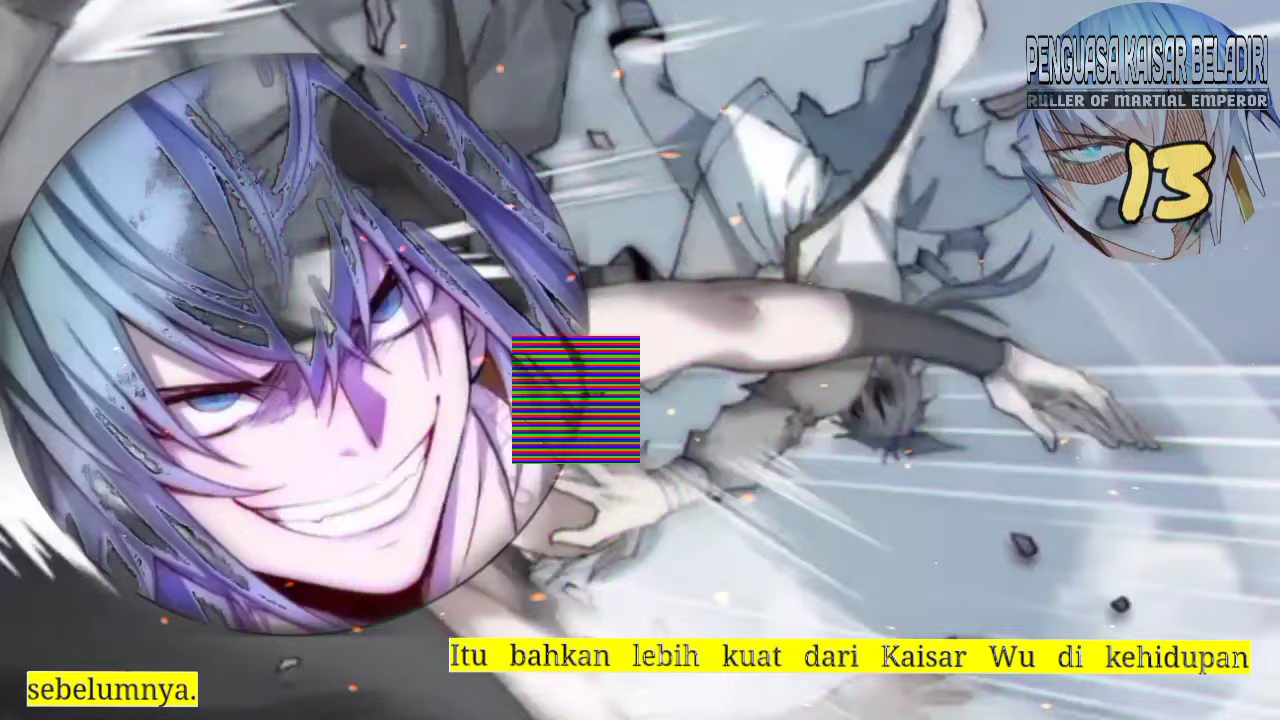 PENGUASA KAISAR BELADIRI
RULLER OF MARTIAL EMPEROR
13
Itu bahkan lebih kuat dari Kaisar Wu di kehidupan
sebelumnya.